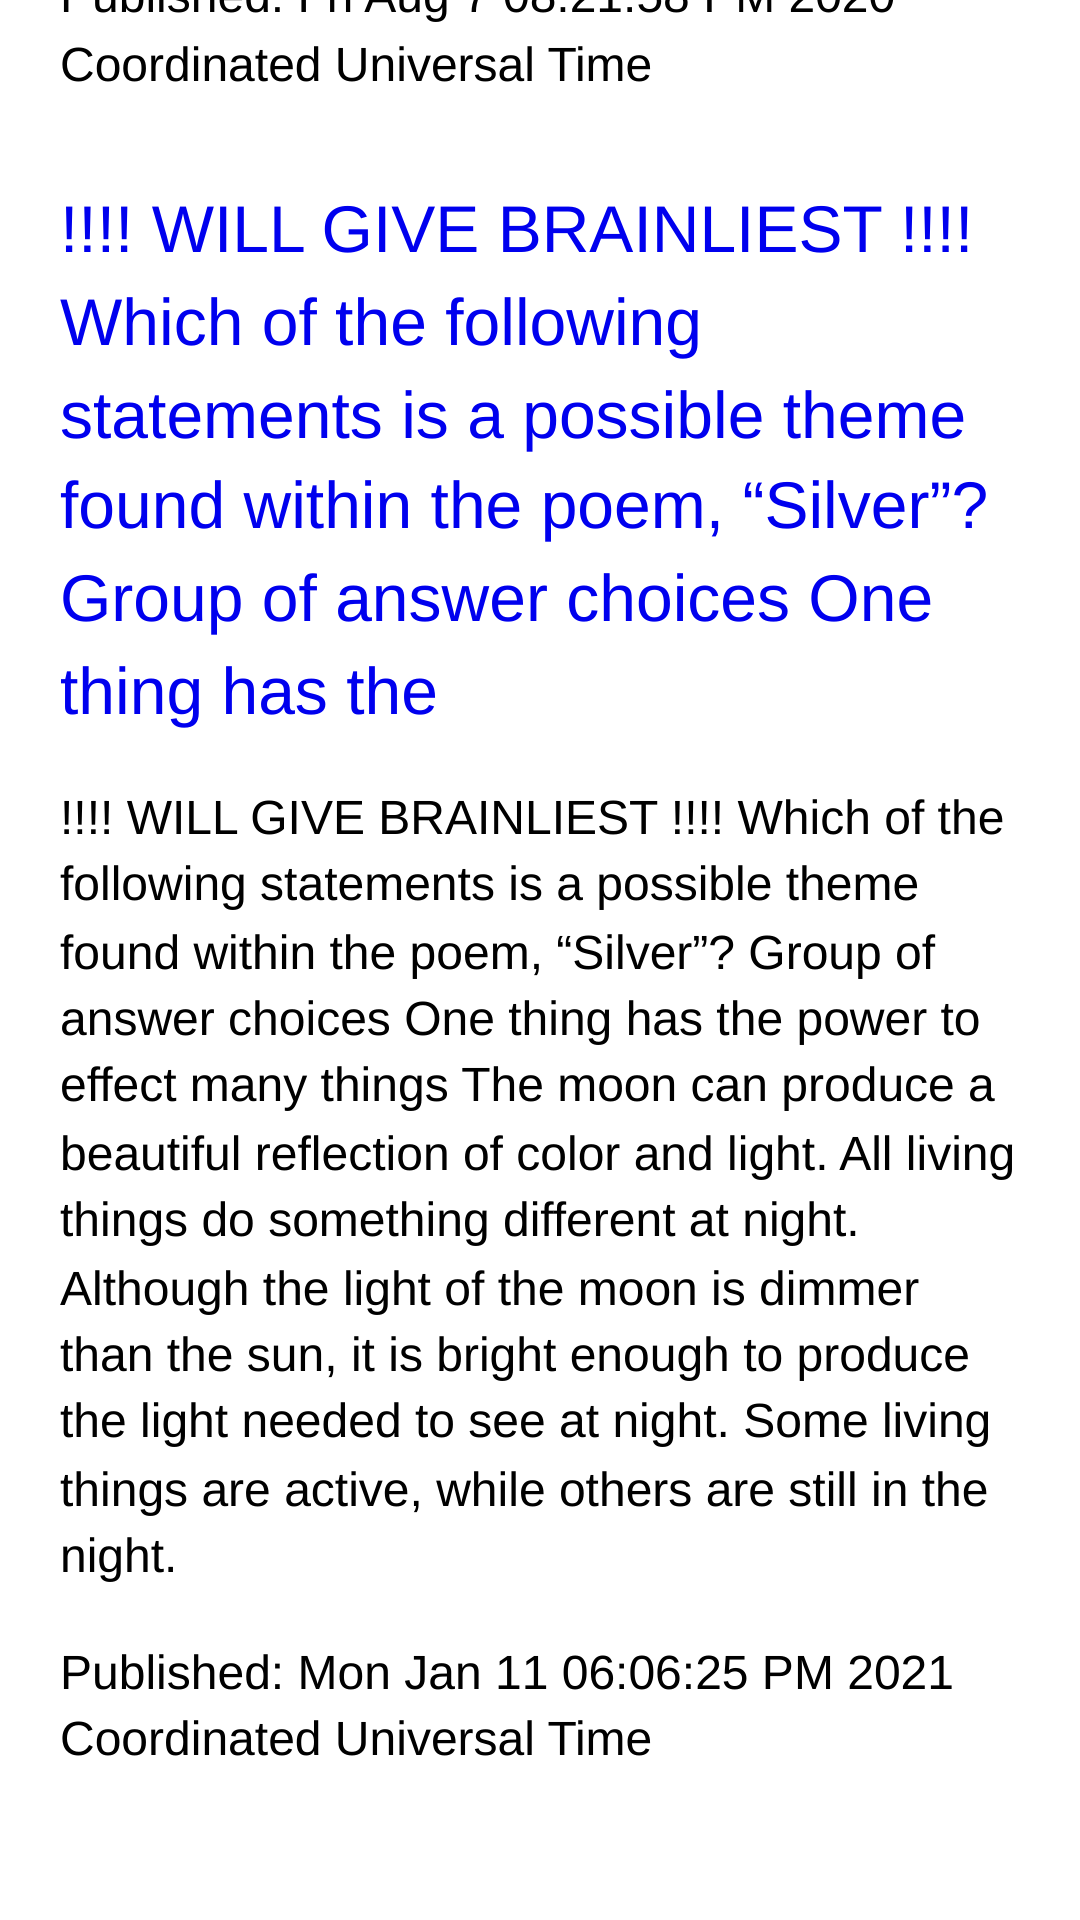 Published: Fri Aug 7 08:21:58 PM 2020
Coordinated Universal Time
!!!! WILL GIVE BRAINLIEST !!!!
Which of the following
statements is a possible theme
found within the poem, “Silver”?
Group of answer choices One
thing has the
!!!! WILL GIVE BRAINLIEST !!!! Which of the
following statements is a possible theme
found within the poem, “Silver”? Group of
answer choices One thing has the power to
effect many things The moon can produce a
beautiful reflection of color and light. All living
things do something different at night.
Although the light of the moon is dimmer
than the sun, it is bright enough to produce
the light needed to see at night. Some living
things are active, while others are still in the
night.
Published: Mon Jan 11 06:06:25 PM 2021
Coordinated Universal Time